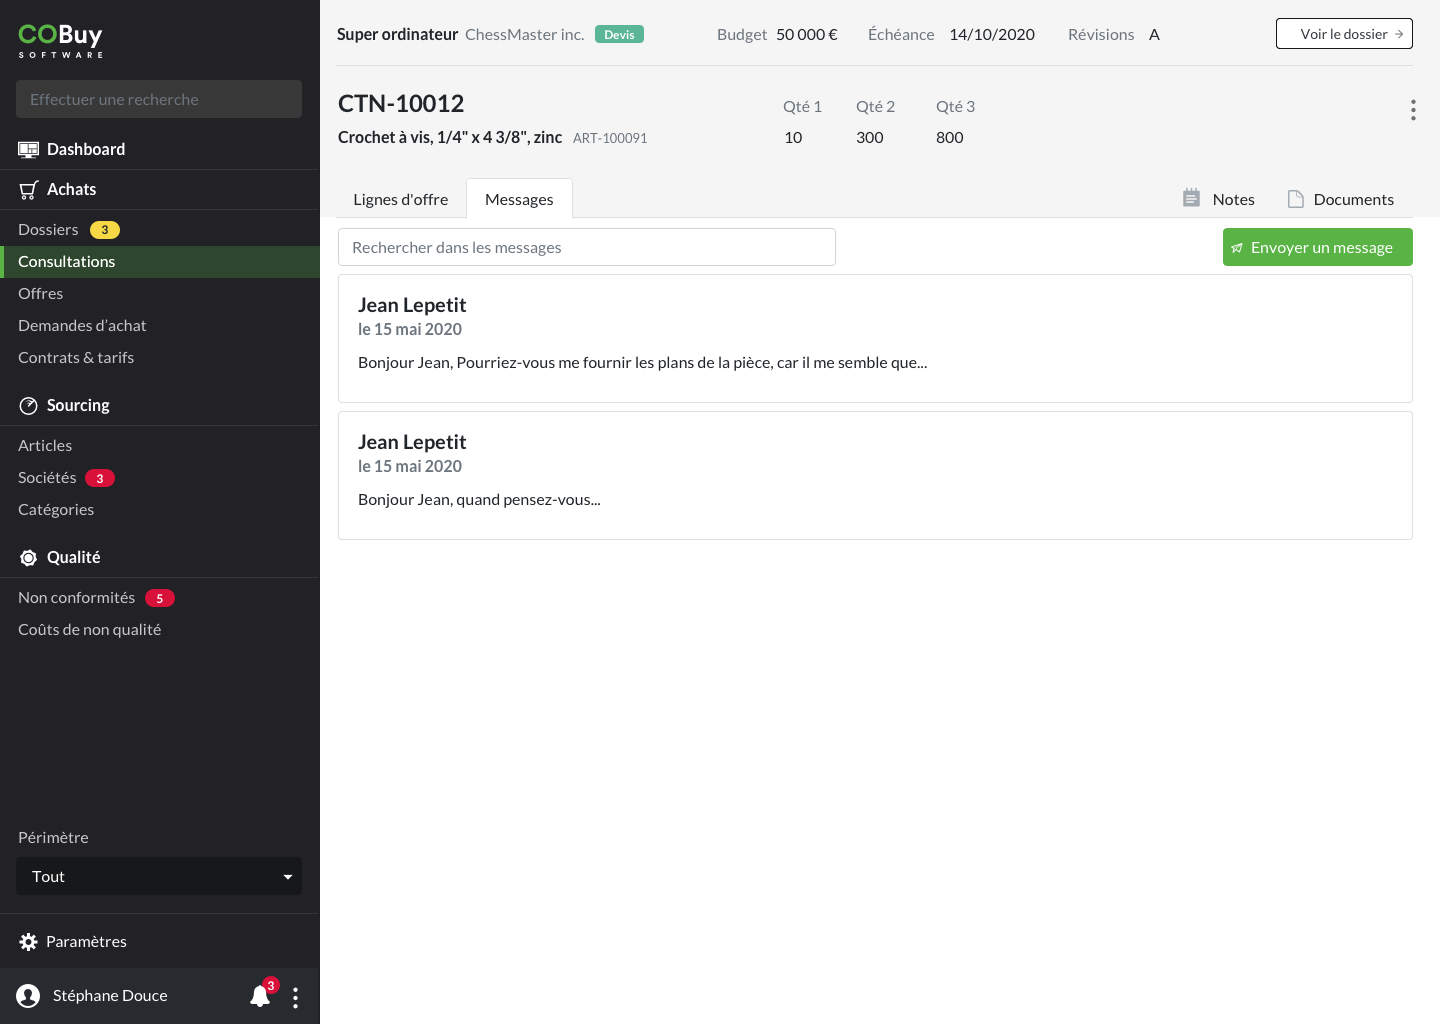 COBuy
SOFTWARE
Effectuer une recherche
Dashboard
Achats
Dossiers 3
Consultations
Offres
Demandes d’achat
Contrats & tarifs
Sourcing
Articles
Sociétés 3
Catégories
Qualité
Non conformités 5
Coûts de non qualité
Périmètre
Tout
Paramètres
Stéphane Douce 3
Super ordinateur ChessMaster inc. Devis Budget 50 000 € Échéance 14/10/2020 Révisions A Voir le dossier
CTN-10012 Qté 1 Qté 2 Qté 3
Crochet à vis, 1/4" x 4 3/8", zinc ART-100091 10 300 800
Lignes d'offre Messages Notes Documents
Rechercher dans les messages Envoyer un message
Jean Lepetit
le 15 mai 2020
Bonjour Jean, Pourriez-vous me fournir les plans de la pièce, car il me semble que...
Jean Lepetit
le 15 mai 2020
Bonjour Jean, quand pensez-vous...